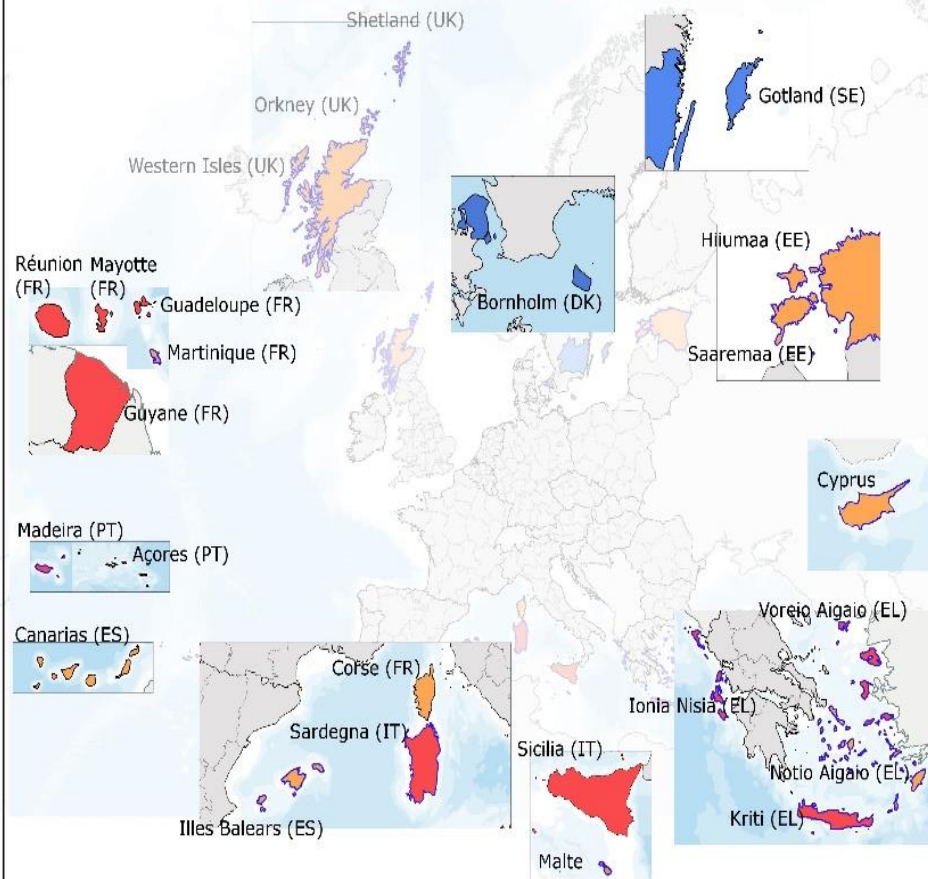 Shetland (UK)
Orkney (UK)
Western Isles (UK)
Gotland (SE)
Bornholm (DK)
Hiiumaa (EE)
Saaremaa (EE)
Réunion
(FR)
Mayotte
(FR)
Guadeloupe (FR)
Martinique (FR)
Guyane (FR)
Cyprus
Madeira (PT)
Açores (PT)
Canarias (ES)
Corse (FR)
Sardegna (IT)
Illes Balears (ES)
Sicilia (IT)
Malte
Voreio Aigaio (EL)
Ionia Nisia (EL)
Notio Aigaio (EL)
Kriti (EL)